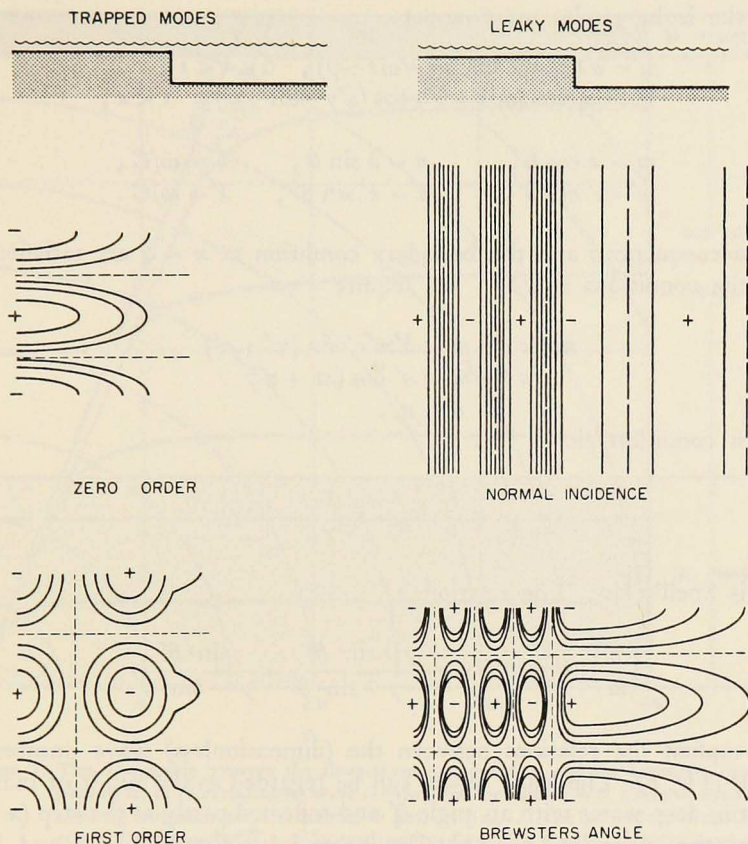 TRAPPED MODES
LEAKY MODES
ZERO ORDER
NORMAL INCIDENCE
FIRST ORDER
BREWSTERS ANGLE